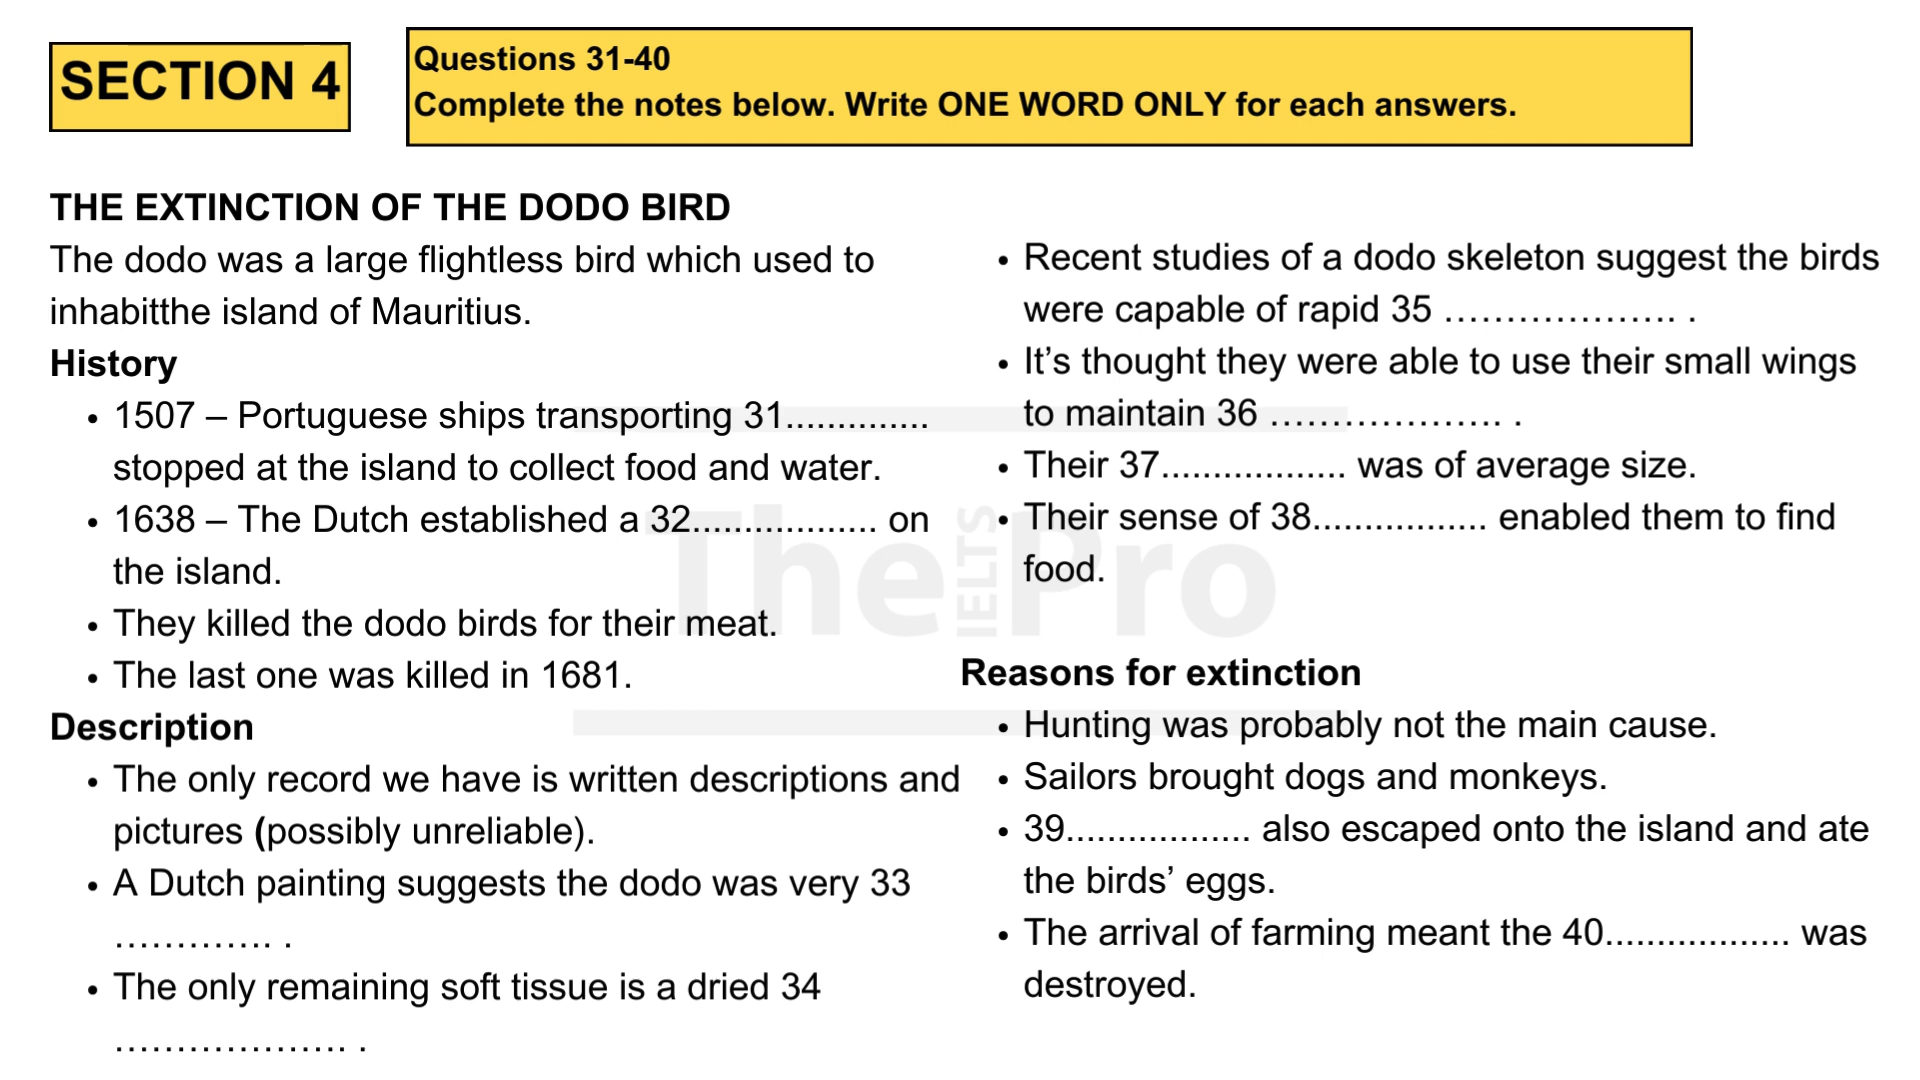 SECTION 4
Questions 31-40
Complete the notes below. Write ONE WORD ONLY for each answers.
THE EXTINCTION OF THE DODO BIRD
The dodo was a large flightless bird which used to
inhabitthe island of Mauritius.
History
• 1507 – Portuguese ships transporting 31..............
stopped at the island to collect food and water.
• 1638 – The Dutch established a 32.................. on
the island.
• They killed the dodo birds for their meat.
• The last one was killed in 1681.
Description
• The only record we have is written descriptions and
pictures (possibly unreliable).
• A Dutch painting suggests the dodo was very 33
…………… .
• The only remaining soft tissue is a dried 34
………………….. .
• Recent studies of a dodo skeleton suggest the birds
were capable of rapid 35 ………………….. .
• It’s thought they were able to use their small wings
to maintain 36 ………………….. .
• Their 37.................. was of average size.
• Their sense of 38................. enabled them to find
food.
Reasons for extinction
• Hunting was probably not the main cause.
• Sailors brought dogs and monkeys.
• 39.................. also escaped onto the island and ate
the birds’ eggs.
• The arrival of farming meant the 40.................. was
destroyed.
The IELTS Pro